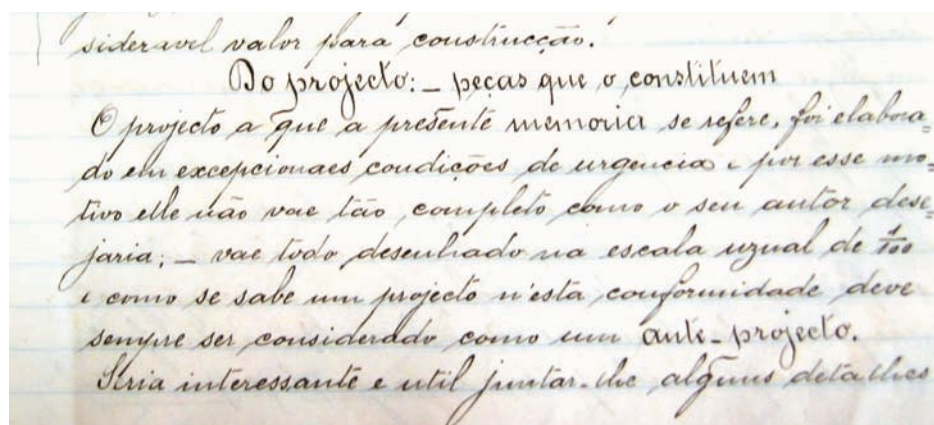 sideravel valor para construcção.
Do projecto: _ peças que o constituem
O projecto a que a presente memoria se refere, foi elabora=
do em excepcionaes condições de urgencia e por esse mo=
tivo elle não vae tão completo como o seu autor dese=
jaria; _ vae todo desenhado na escala uzual de 1/100
e como se sabe um projecto n'esta conformidade deve
sempre ser considerado como um ante-projecto.
Seria interessante e util juntar-lhe alguns detalhes